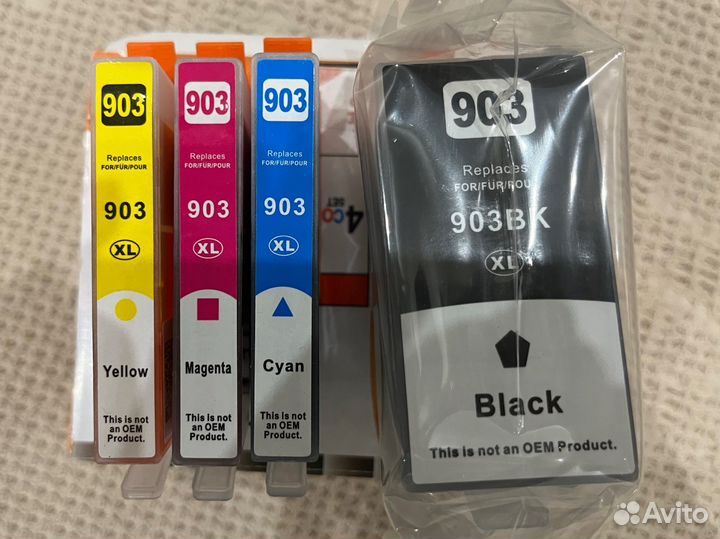 903
Replaces
FOR/FÜR/POUR
903
XL
Yellow
This is not
an OEM
Product.
903
Replaces
FOR/FÜR/POUR
903
XL
Magenta
This is not
an OEM
Product.
903
Replaces
FOR/FÜR/POUR
903
XL
Cyan
This is not
an OEM
Product.
4CO
SET
903
Replaces
FOR/FÜR/POUR
903BK
XL
Black
This is not an OEM Product.
Avito